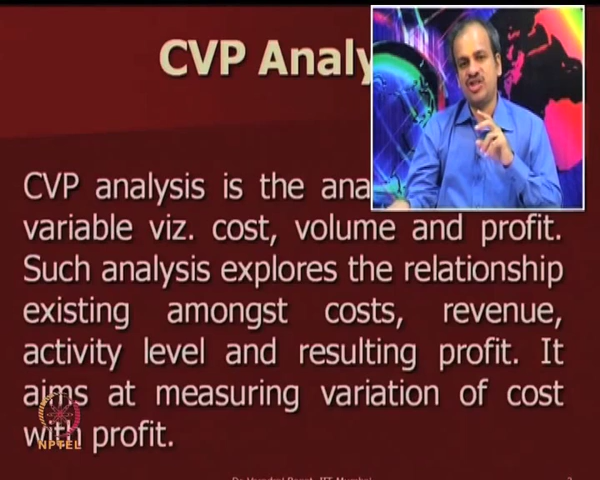 CVP Analy
CVP analysis is the ana
variable viz. cost, volume and profit.
Such analysis explores the relationship
existing amongst costs, revenue,
activity level and resulting profit. It
aims at measuring variation of cost
with profit.
NPTEL